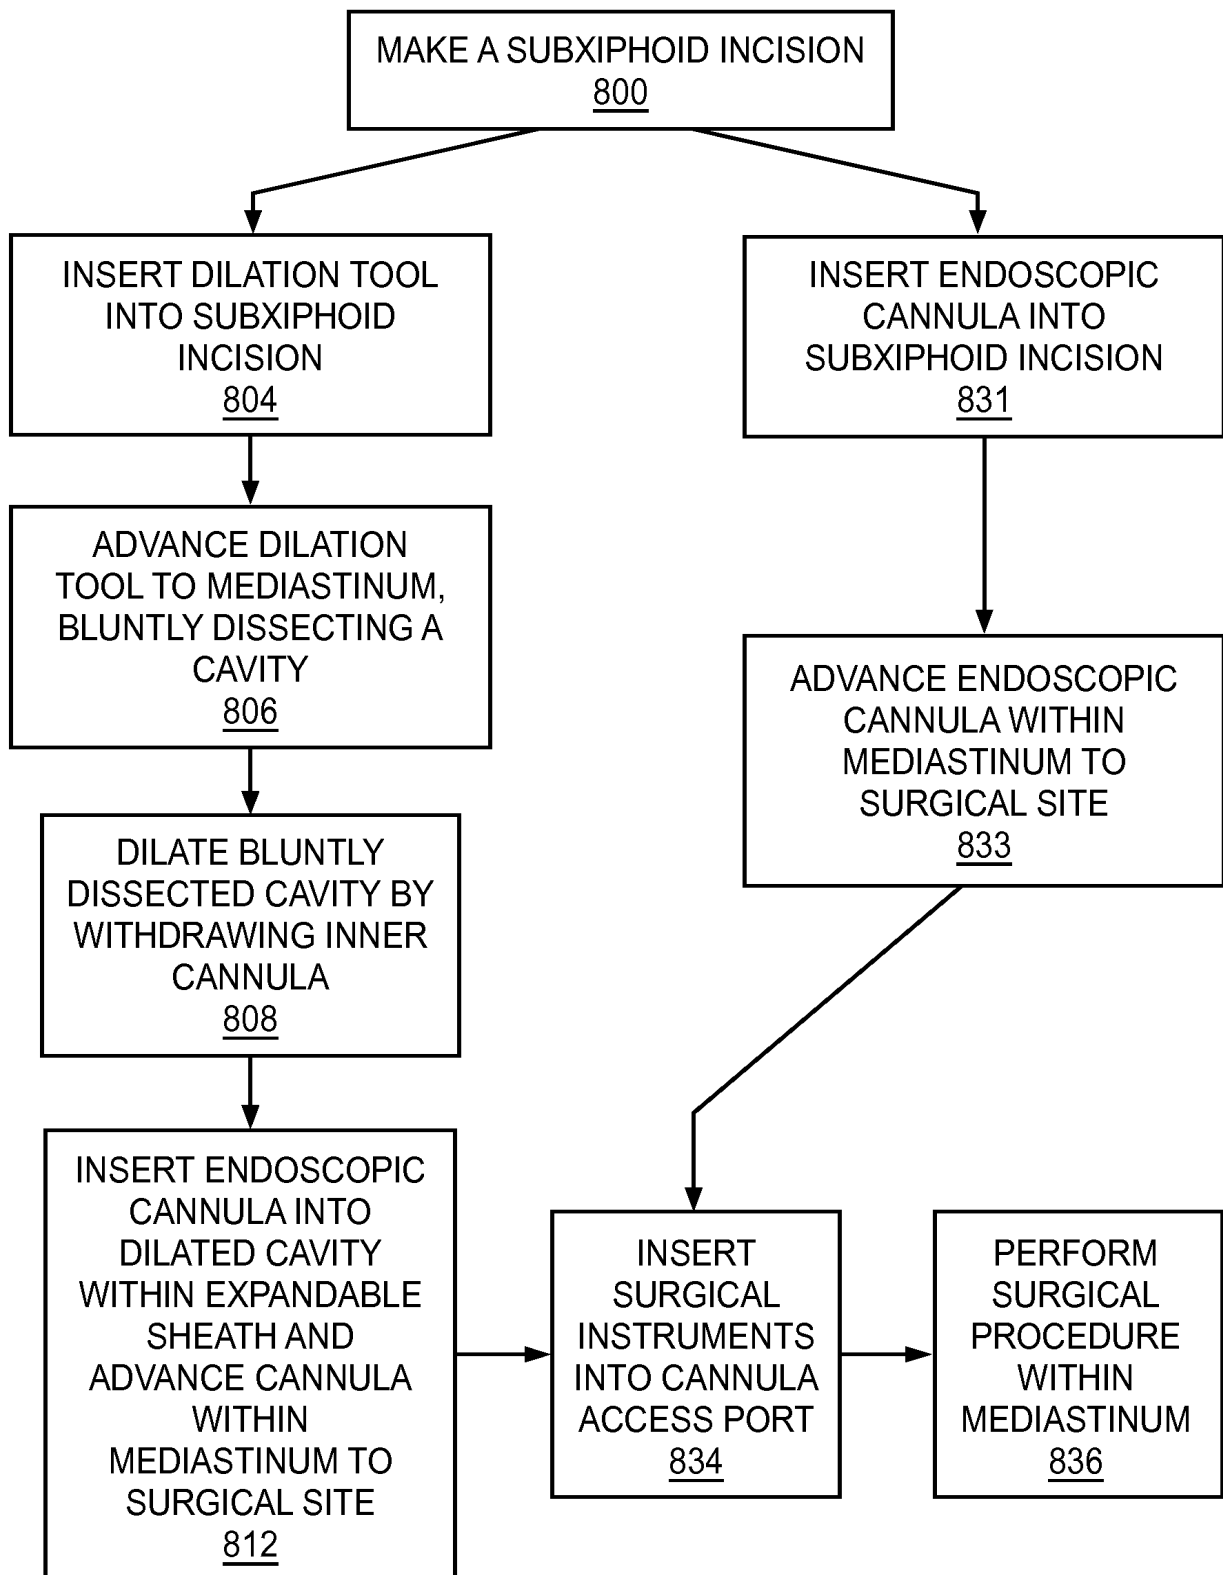 MAKE A SUBXIPHOID INCISION
800
INSERT DILATION TOOL
INTO SUBXIPHOID
INCISION
804
INSERT ENDOSCOPIC
CANNULA INTO
SUBXIPHOID INCISION
831
ADVANCE DILATION
TOOL TO MEDIASTINUM,
BLUNTLY DISSECTING A
CAVITY
806
ADVANCE ENDOSCOPIC
CANNULA WITHIN
MEDIASTINUM TO
SURGICAL SITE
833
DILATE BLUNTLY
DISSECTED CAVITY BY
WITHDRAWING INNER
CANNULA
808
INSERT ENDOSCOPIC
CANNULA INTO
DILATED CAVITY
WITHIN EXPANDABLE
SHEATH AND
ADVANCE CANNULA
WITHIN
MEDIASTINUM TO
SURGICAL SITE
812
INSERT
SURGICAL
INSTRUMENTS
INTO CANNULA
ACCESS PORT
834
PERFORM
SURGICAL
PROCEDURE
WITHIN
MEDIASTINUM
836